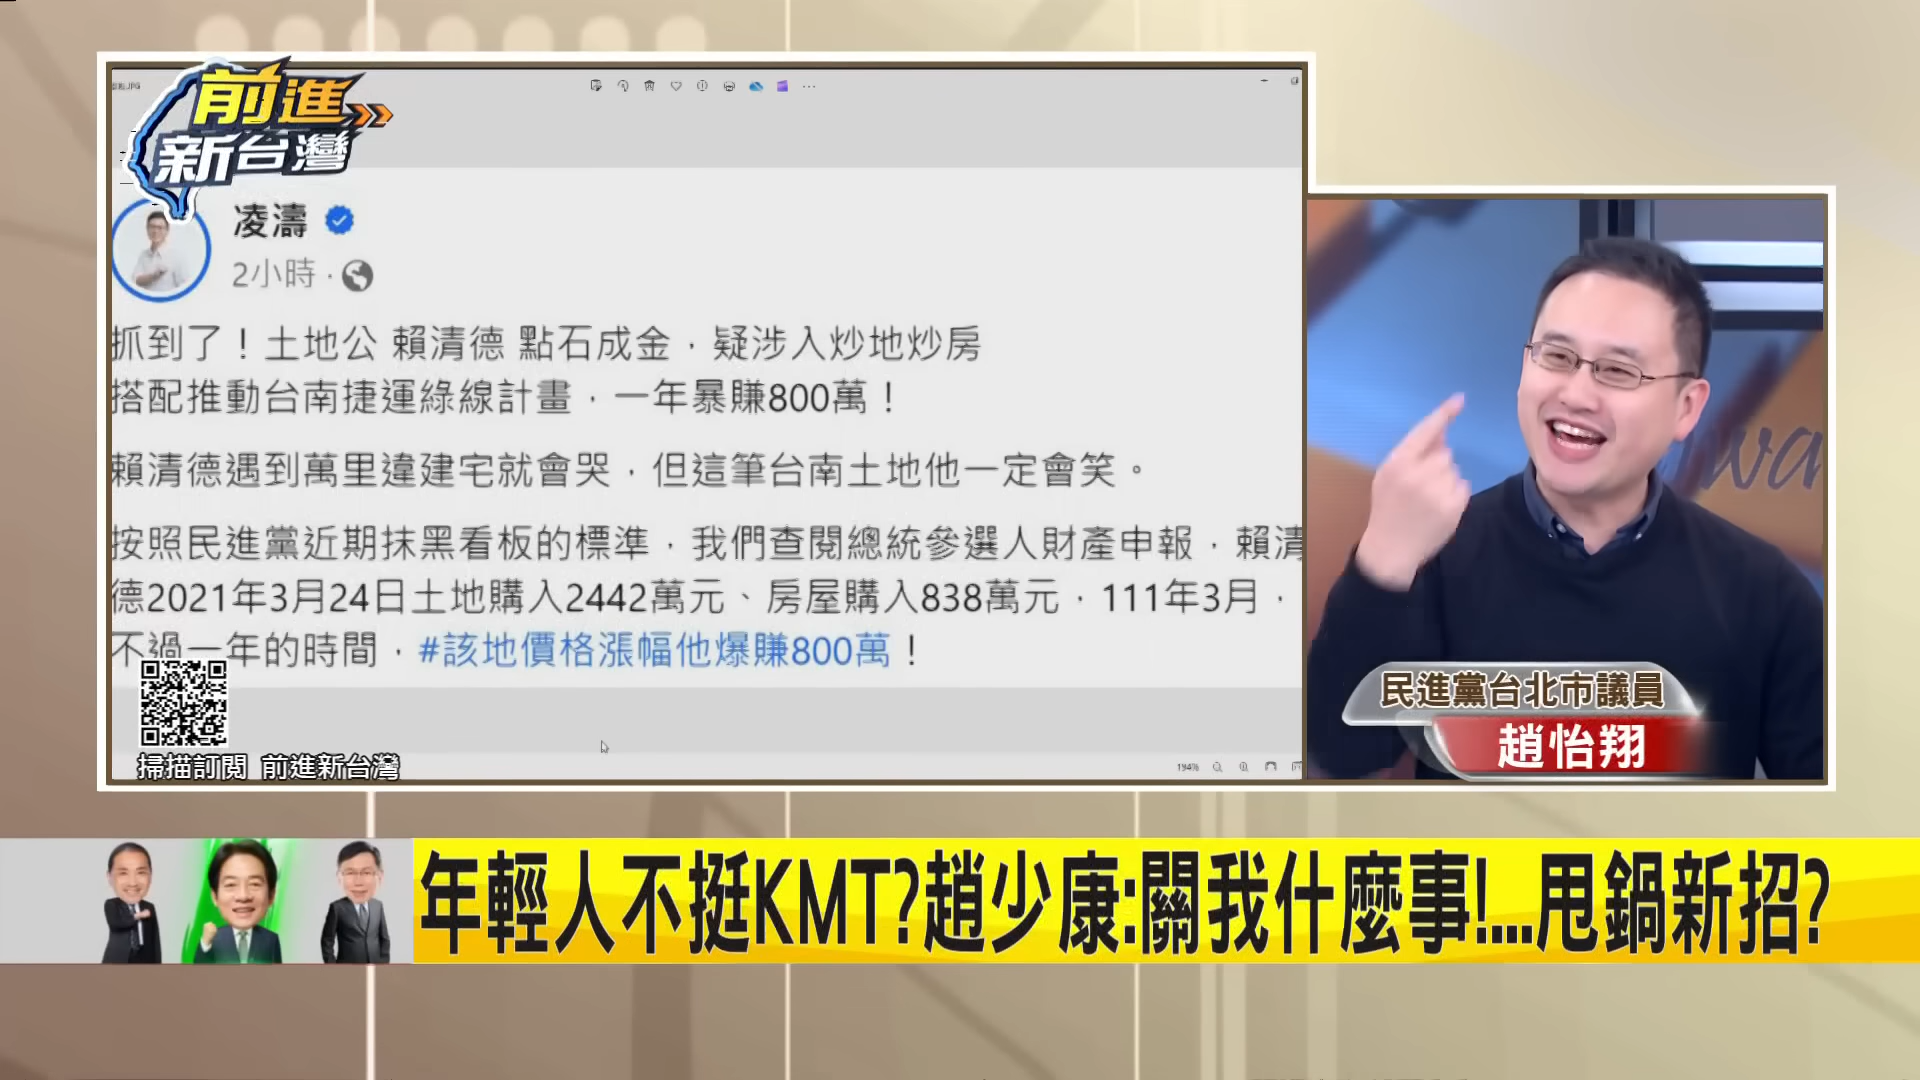 前進
新台灣
凌濤
2小時
抓到了！土地公 賴清德 點石成金，疑涉入炒地炒房
搭配推動台南捷運綠線計畫，一年暴賺800萬！
賴清德遇到萬里違建宅就會哭，但這筆台南土地他一定會笑。
按照民進黨近期抹黑看板的標準，我們查閱總統參選人財產申報，賴清
德2021年3月24日土地購入2442萬元、房屋購入838萬元，111年3月，
不過一年的時間，#該地價格漲幅他爆賺800萬！
掃描訂閱 前進新台灣
194%
民進黨台北市議員
趙怡翔
年輕人不挺KMT?趙少康:關我什麼事!...甩鍋新招?